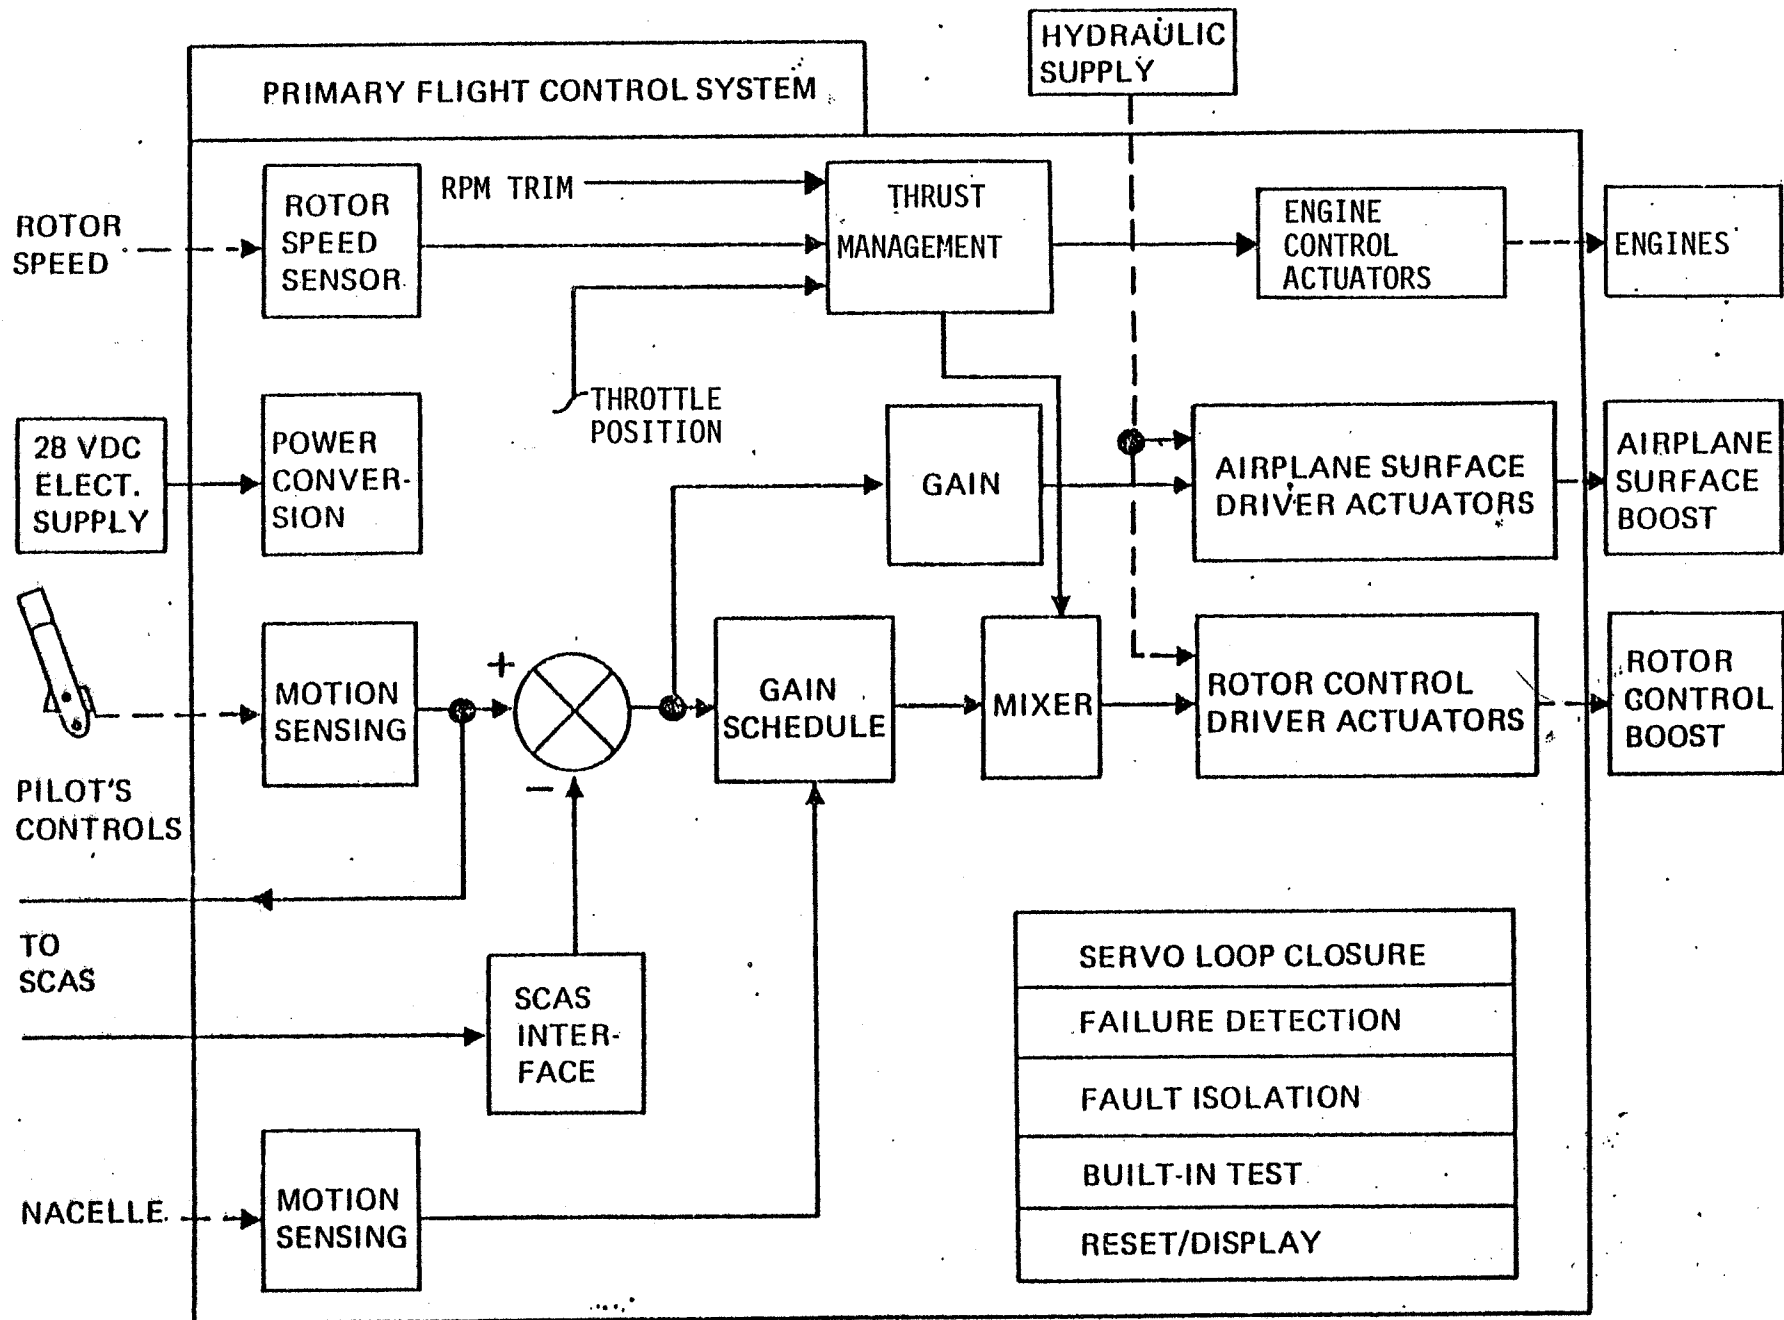 HYDRAULIC
SUPPLY
PRIMARY FLIGHT CONTROL SYSTEM
ROTOR
SPEED
ROTOR
SPEED
SENSOR
RPM TRIM
THRUST
MANAGEMENT
ENGINE
CONTROL
ACTUATORS
ENGINES
THROTTLE
POSITION
28 VDC
ELECT.
SUPPLY
POWER
CONVER-
SION
GAIN
AIRPLANE SURFACE
DRIVER ACTUATORS
AIRPLANE
SURFACE
BOOST
PILOT'S
CONTROLS
MOTION
SENSING
+
−
GAIN
SCHEDULE
MIXER
ROTOR CONTROL
DRIVER ACTUATORS
ROTOR
CONTROL
BOOST
TO
SCAS
SCAS
INTER-
FACE
NACELLE
MOTION
SENSING
SERVO LOOP CLOSURE
FAILURE DETECTION
FAULT ISOLATION
BUILT-IN TEST
RESET/DISPLAY